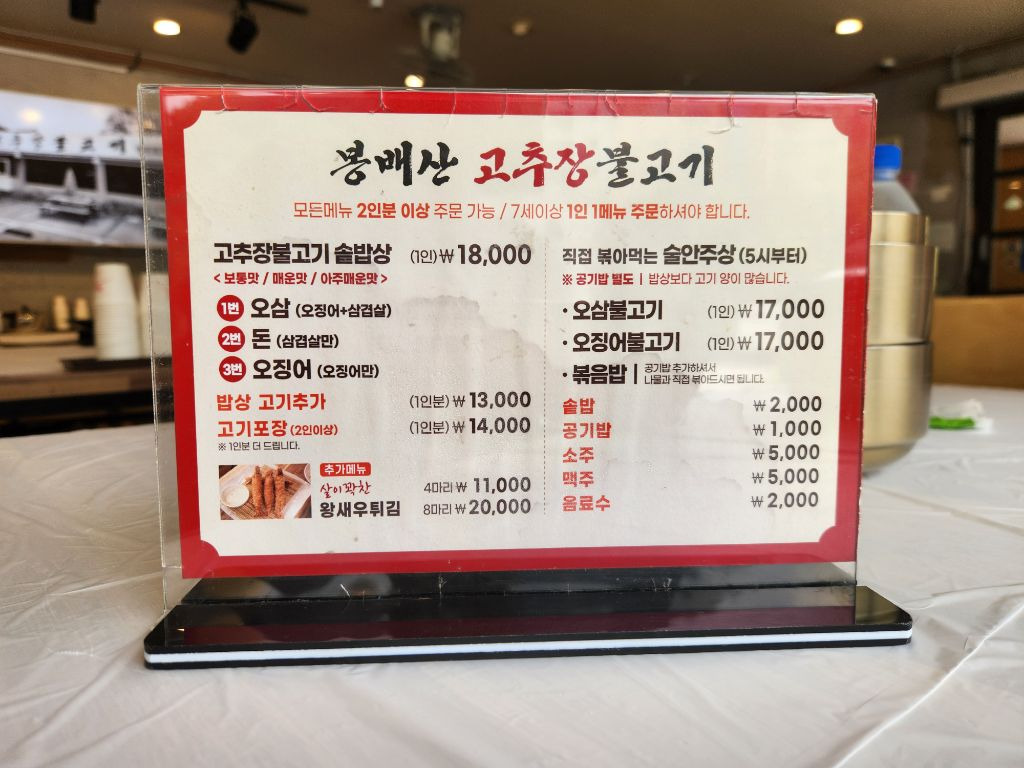 봉배산 고추장불고기
모든메뉴 2인분 이상 주문 가능 / 7세이상 1인 1메뉴 주문하셔야 합니다.
고추장불고기 솥밥상 (1인)₩18,000
< 보통맛 / 매운맛 / 아주매운맛 >
1번 오삼 (오징어+삼겹살)
2번 돈 (삼겹살만)
3번 오징어 (오징어만)
밥상 고기추가 (1인분)₩ 13,000
고기포장(2인이상) (1인분)₩ 14,000
※ 1인분 더 드립니다.
추가메뉴
살이꽉찬
왕새우튀김
4마리 ₩ 11,000
8마리 ₩ 20,000
직접 볶아먹는 술안주상 (5시부터)
※ 공기밥 별도 | 밥상보다 고기 양이 많습니다.
· 오삼불고기 (1인)₩17,000
· 오징어불고기 (1인)₩17,000
· 볶음밥 | 공기밥 추가하셔서
나물과 직접 볶아드시면 됩니다.
솥밥 ₩ 2,000
공기밥 ₩ 1,000
소주 ₩ 5,000
맥주 ₩ 5,000
음료수 ₩ 2,000